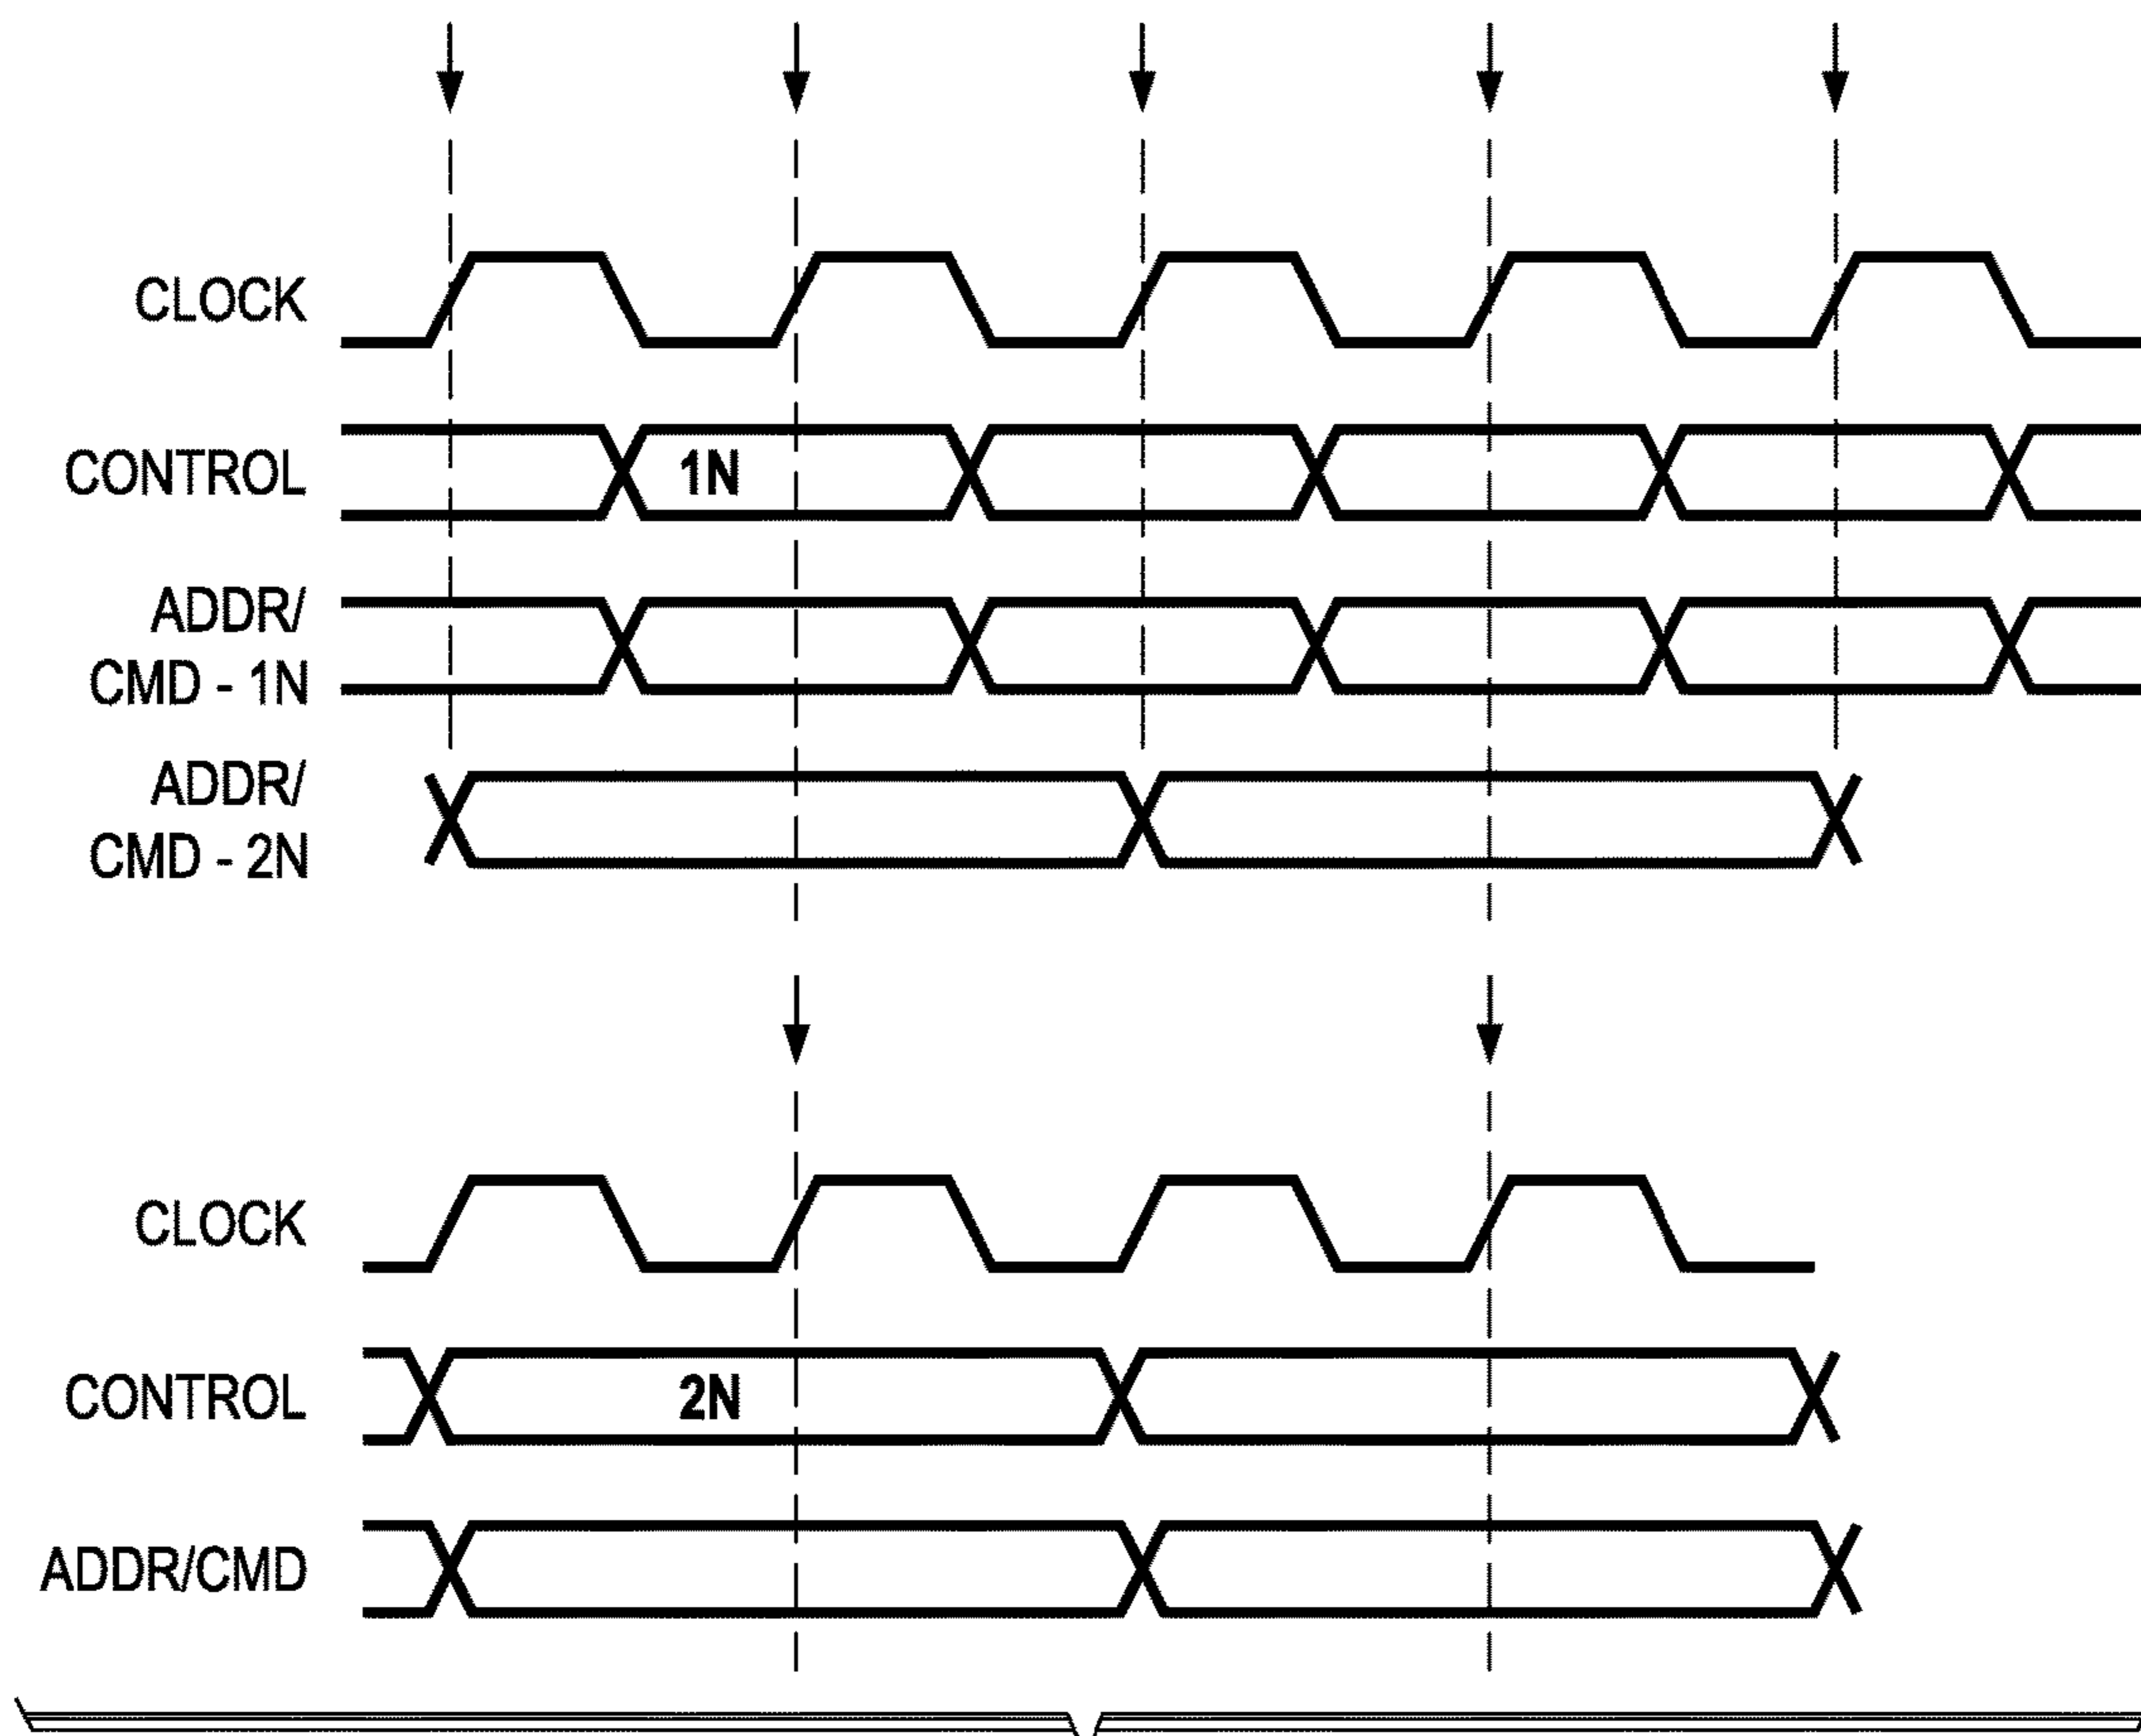 CLOCK
CONTROL 1N
ADDR/
CMD - 1N
ADDR/
CMD - 2N
CLOCK
CONTROL 2N
ADDR/CMD